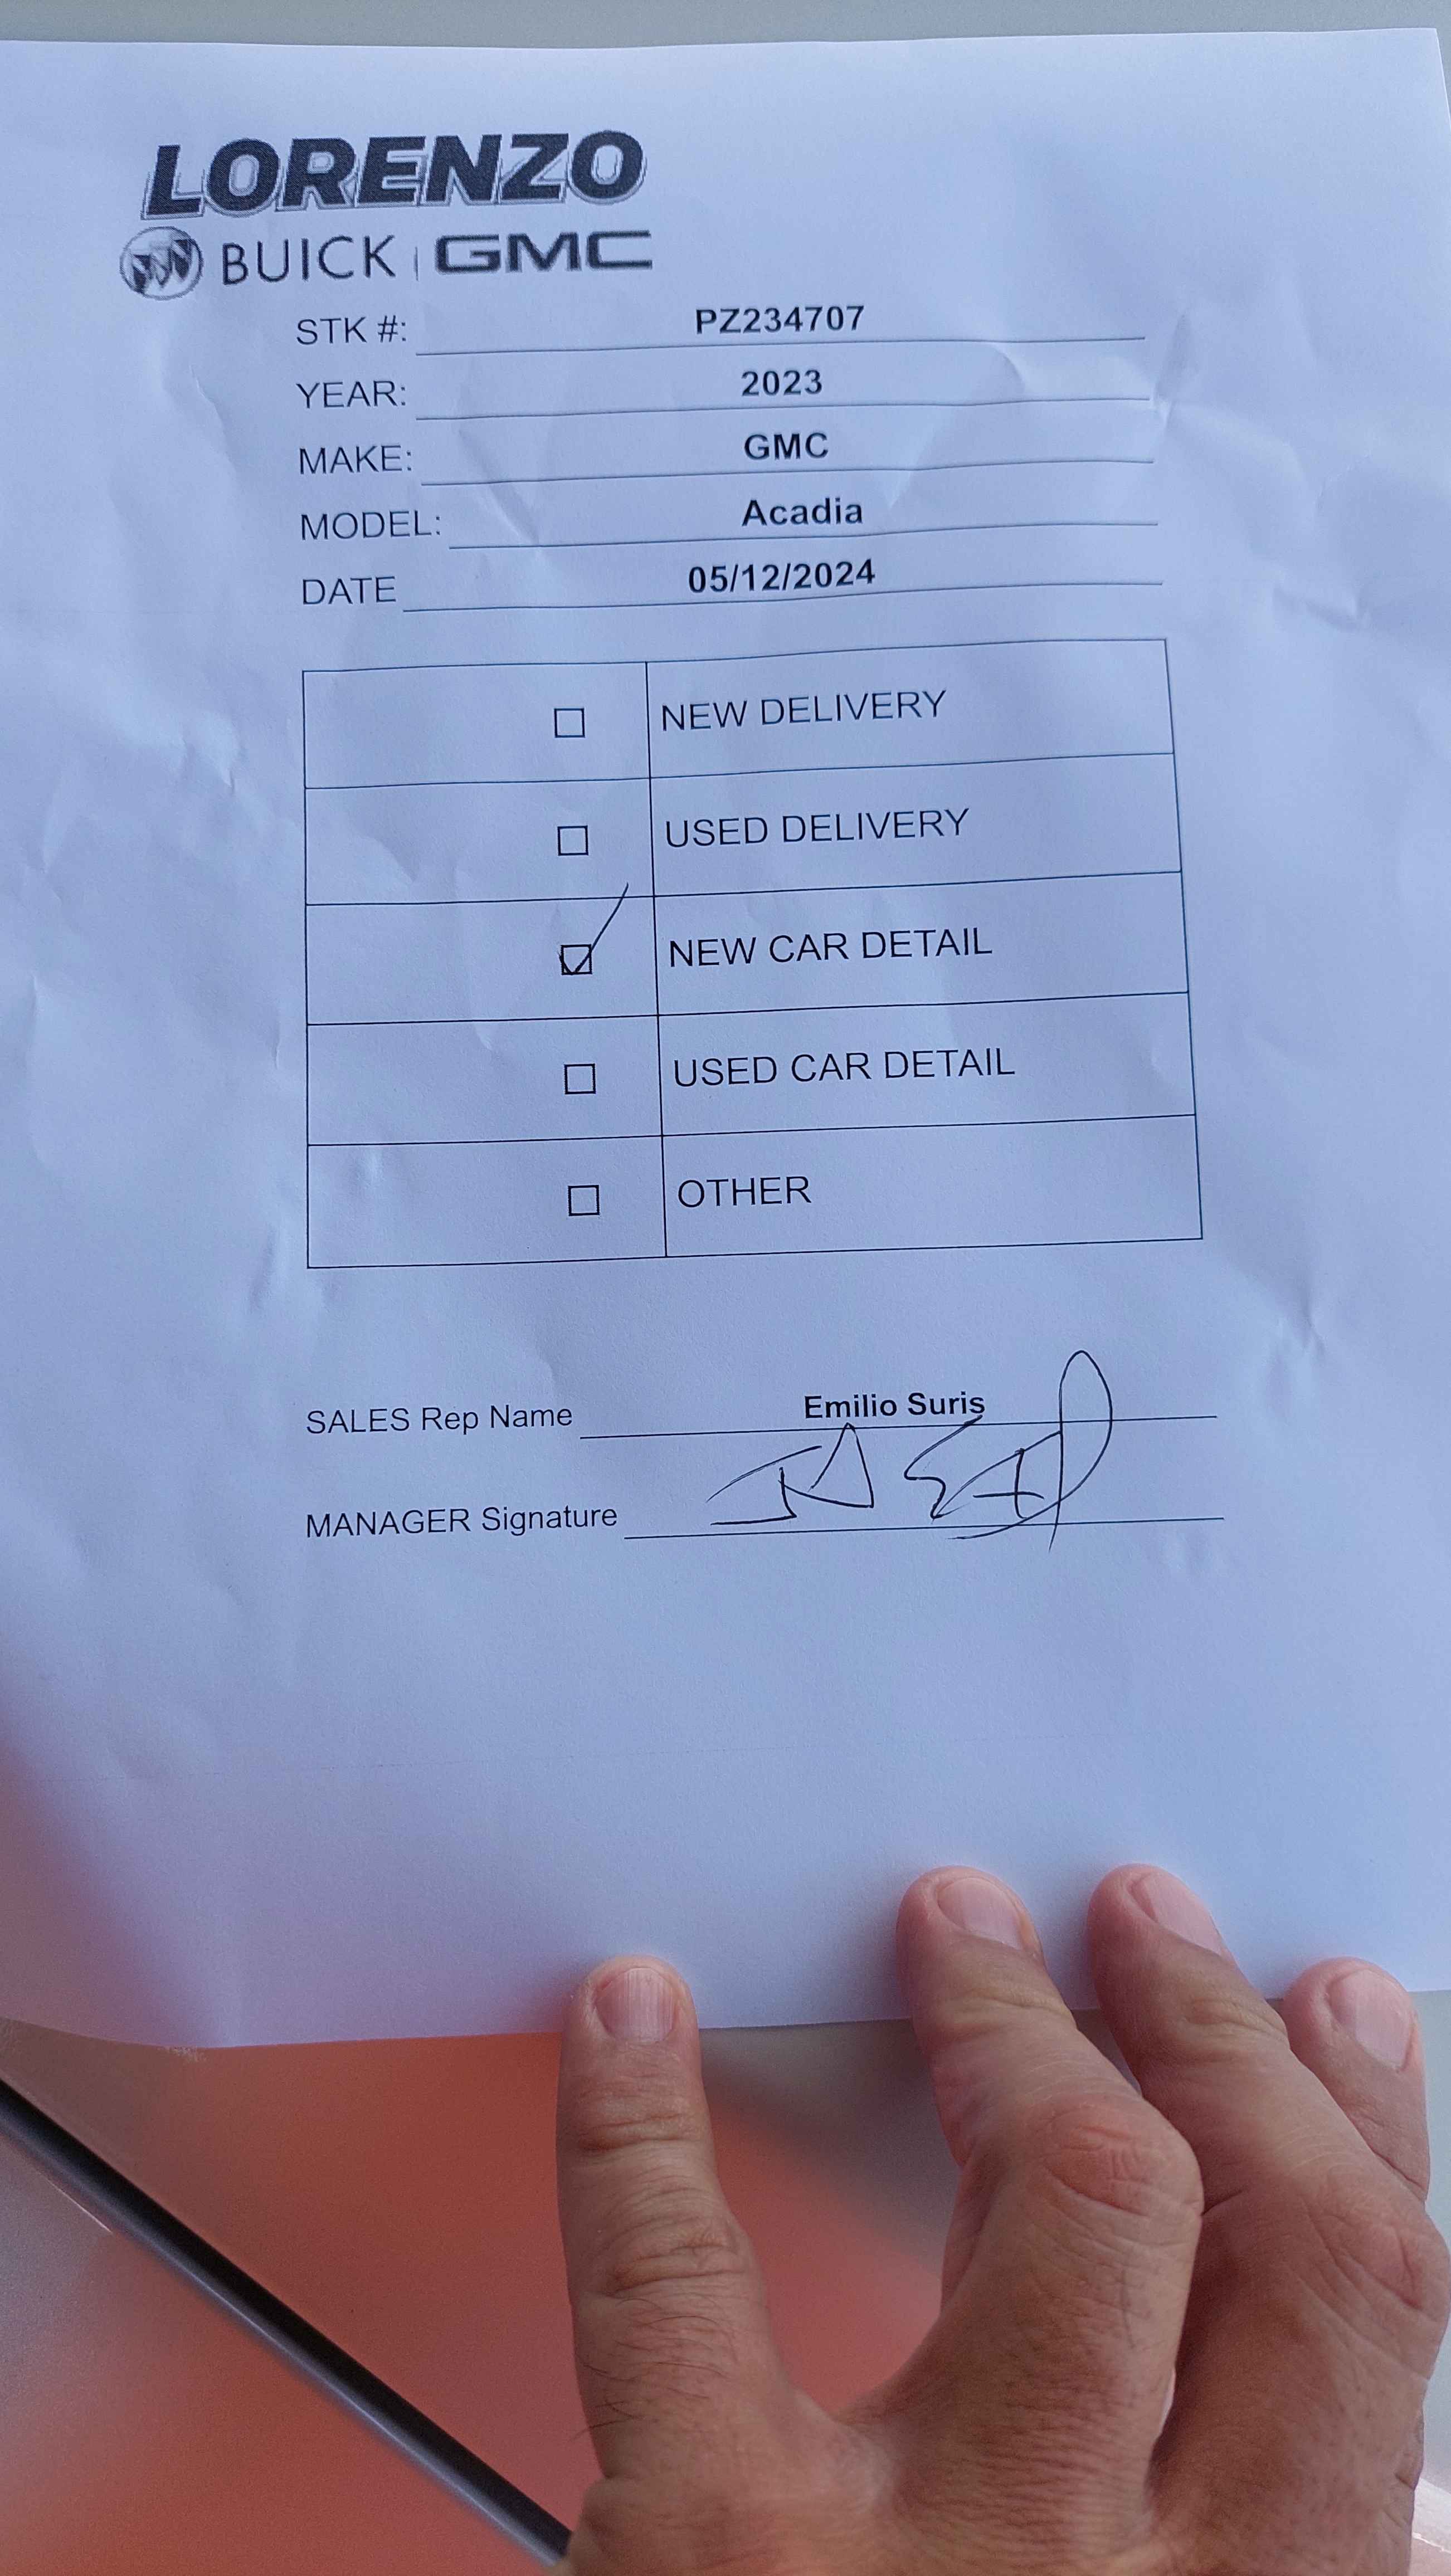 LORENZO
BUICK | GMC
STK #: PZ234707
YEAR: 2023
MAKE: GMC
MODEL: Acadia
DATE 05/12/2024
NEW DELIVERY
USED DELIVERY
NEW CAR DETAIL
USED CAR DETAIL
OTHER
SALES Rep Name Emilio Suris
MANAGER Signature